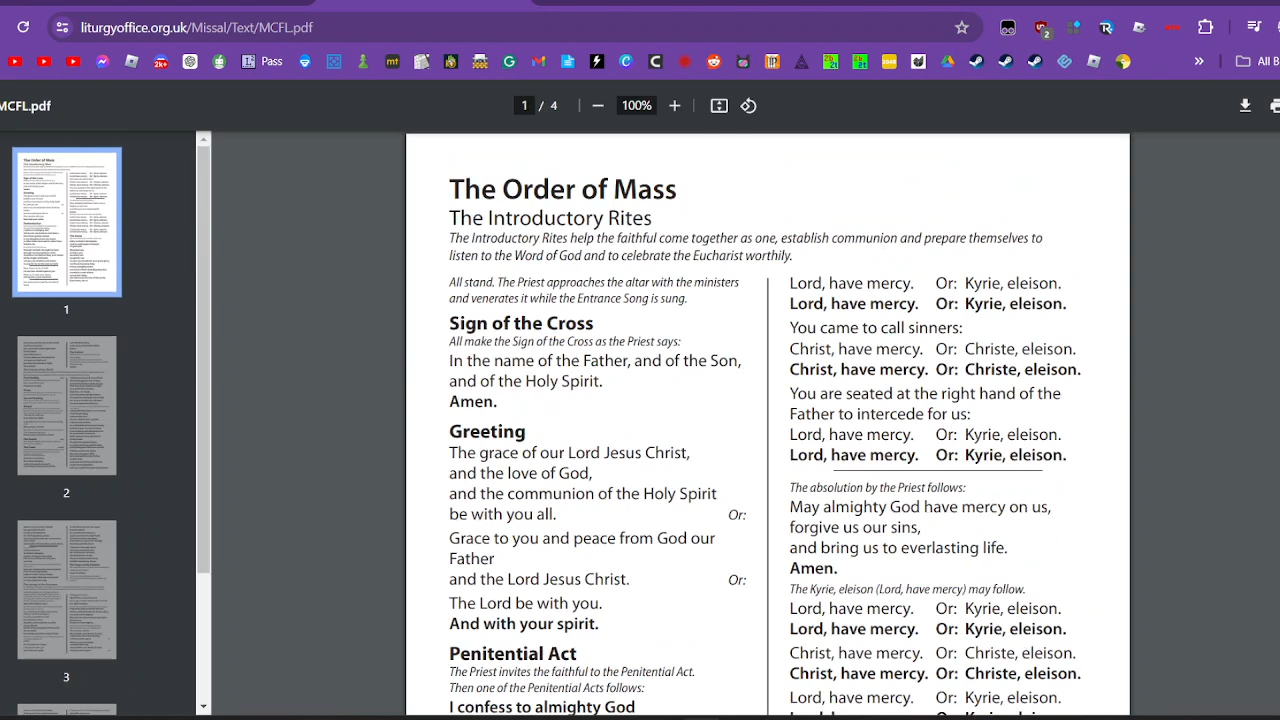 liturgyoffice.org.uk/Missal/Text/MCFL.pdf
2
2k+
Pass
All B
MCFL.pdf
1 / 4
100%
1
2
3
The Order of Mass
The Introductory Rites
Introductory Rites, the faithful come together as one, establish communion and prepare themselves to
the Word of God and to celebrate the Eucharist worthily.
All stand. The Priest approaches the altar with the ministers
and venerates it while the Entrance Song is sung.
Sign of the Cross
All make the Sign of the Cross as the Priest says:
In the name of the Father, and of the Son,
and of the Holy Spirit.
Amen.
Greeting
The grace of our Lord Jesus Christ,
and the love of God,
and the communion of the Holy Spirit
be with you all. Or:
Grace to you and peace from God our
Father
and the Lord Jesus Christ. Or:
The Lord be with you.
And with your spirit.
Penitential Act
The Priest invites the faithful to the Penitential Act.
Then one of the Penitential Acts follows:
I confess to almighty God
Lord, have mercy. Or: Kyrie, eleison.
Lord, have mercy. Or: Kyrie, eleison.
You came to call sinners:
Christ, have mercy. Or: Christe, eleison.
Christ, have mercy. Or: Christe, eleison.
You are seated at the right hand of the
Father to intercede for us.
Lord, have mercy. Or: Kyrie, eleison.
Lord, have mercy. Or: Kyrie, eleison.
The absolution by the Priest follows:
May almighty God have mercy on us,
forgive us our sins,
and bring us to everlasting life.
Amen.
The Kyrie, eleison (Lord, have mercy) may follow.
Lord, have mercy. Or: Kyrie, eleison.
Lord, have mercy. Or: Kyrie, eleison.
Christ, have mercy. Or: Christe, eleison.
Christ, have mercy. Or: Christe, eleison.
Lord, have mercy. Or: Kyrie, eleison.